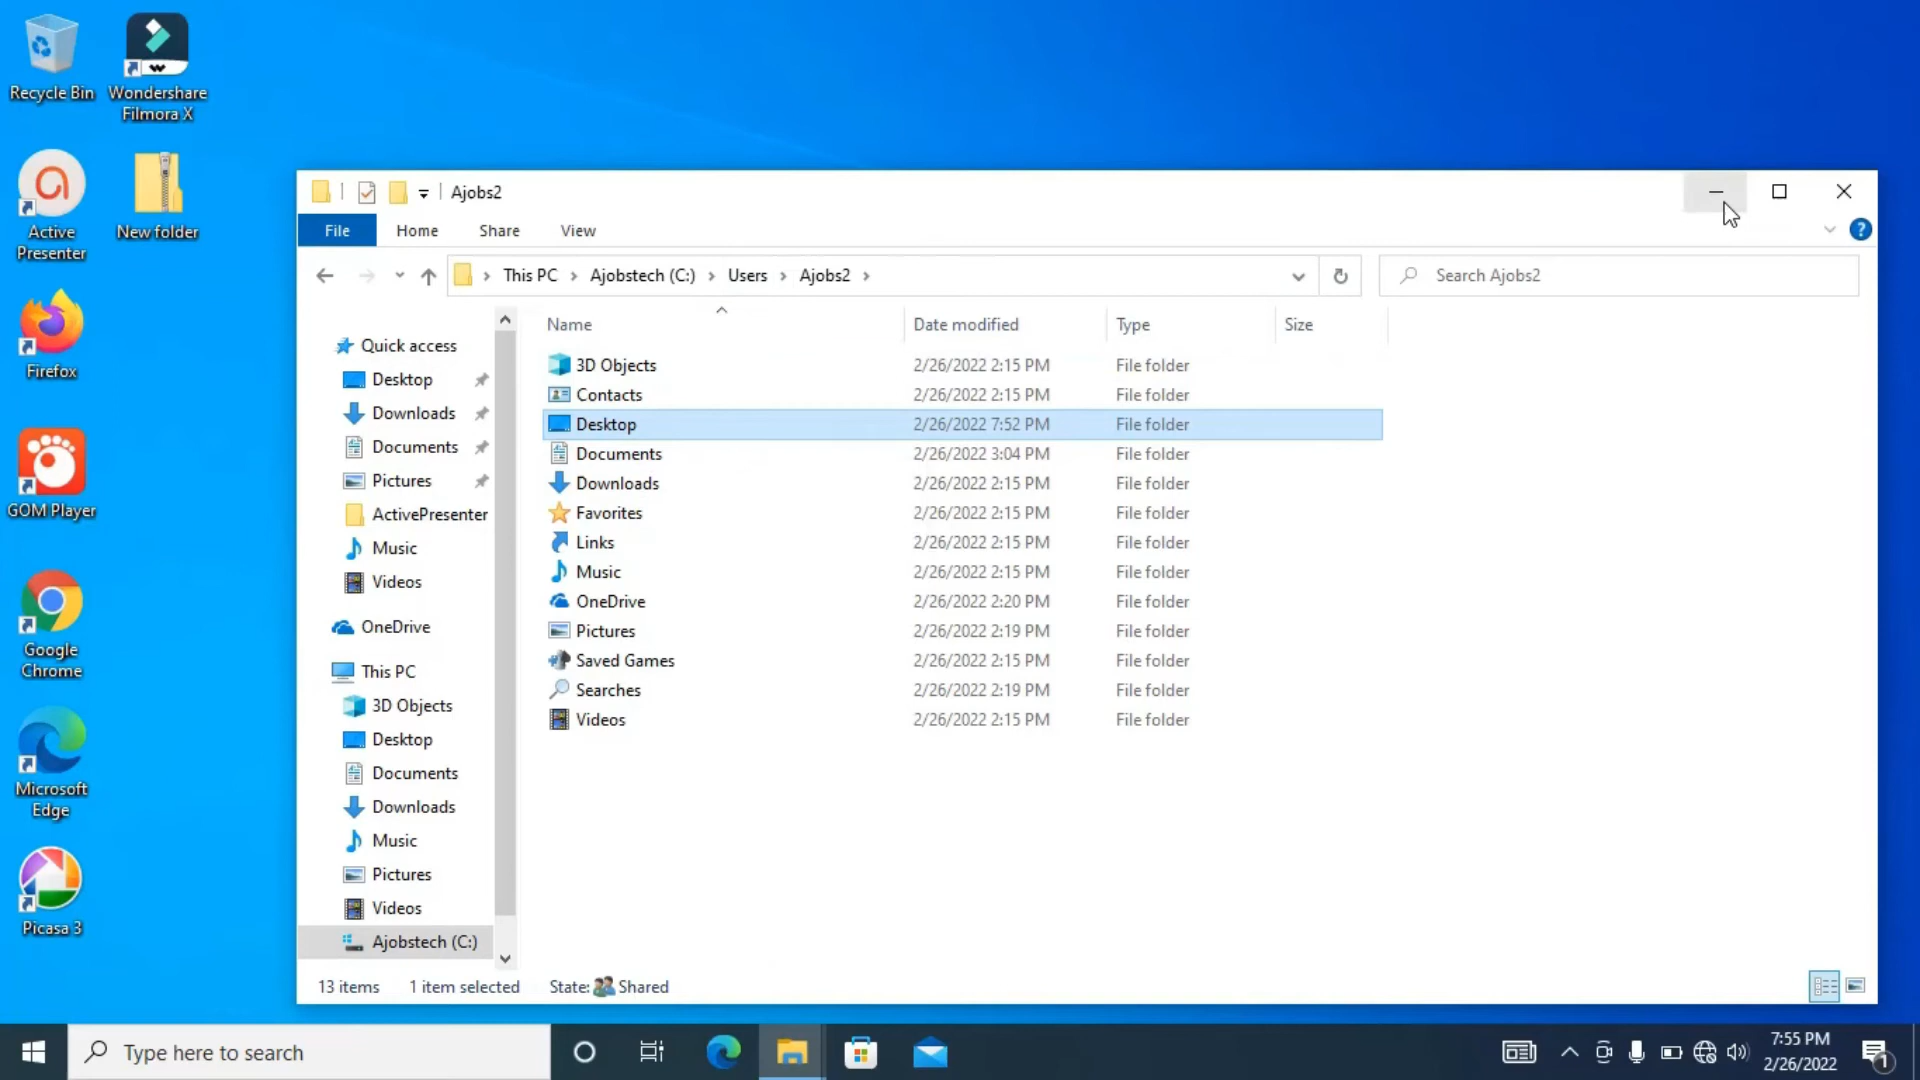 Recycle Bin
Wondershare
Filmora X
Active
Presenter
New folder
Firefox
GOM Player
Google
Chrome
Microsoft
Edge
Picasa 3
Ajobs2
File Home Share View
?
This PC Ajobstech (C:) Users Ajobs2
Search Ajobs2
Quick access
Desktop
Downloads
Documents
Pictures
ActivePresenter
Music
Videos
OneDrive
This PC
3D Objects
Desktop
Documents
Downloads
Music
Pictures
Videos
Ajobstech (C:)
Name Date modified Type Size
3D Objects 2/26/2022 2:15 PM File folder
Contacts 2/26/2022 2:15 PM File folder
Desktop 2/26/2022 7:52 PM File folder
Documents 2/26/2022 3:04 PM File folder
Downloads 2/26/2022 2:15 PM File folder
Favorites 2/26/2022 2:15 PM File folder
Links 2/26/2022 2:15 PM File folder
Music 2/26/2022 2:15 PM File folder
OneDrive 2/26/2022 2:20 PM File folder
Pictures 2/26/2022 2:19 PM File folder
Saved Games 2/26/2022 2:15 PM File folder
Searches 2/26/2022 2:19 PM File folder
Videos 2/26/2022 2:15 PM File folder
13 items 1 item selected State: Shared
Type here to search
7:55 PM
2/26/2022
1